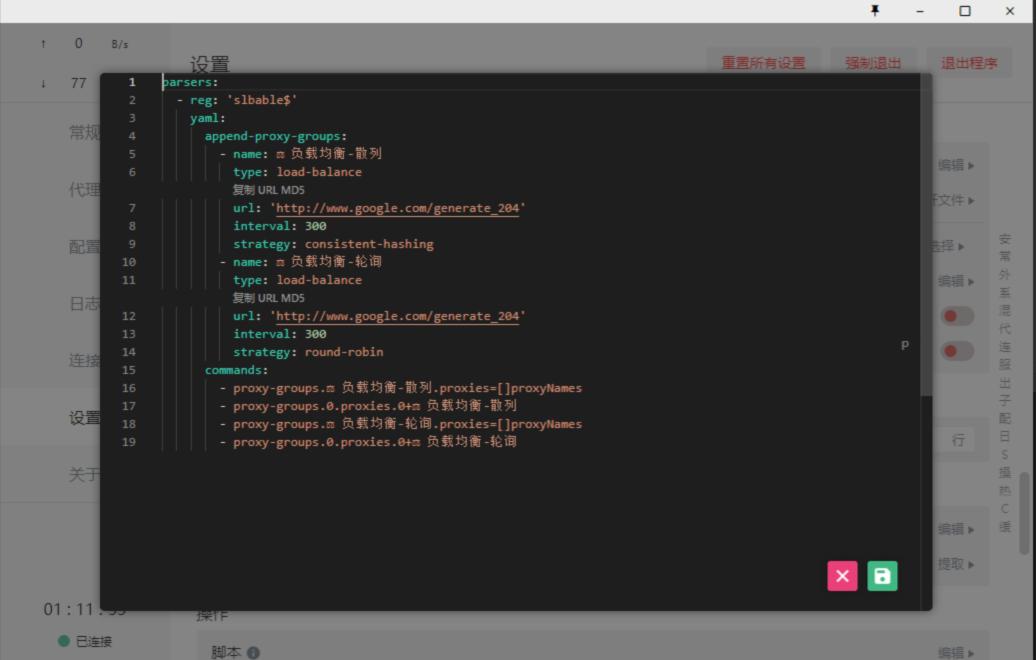 ↑ 0 B/s
↓ 77
设置
重置所有设置 强制退出 退出程序
常规
代理
配置
日志
连接
设置
关于
01 : 11 : 55
已连接
1 parsers:
2 - reg: 'slbable$'
3 yaml:
4 append-proxy-groups:
5 - name: ⚖️ 负载均衡-散列
6 type: load-balance
复制 URL MD5
7 url: 'http://www.google.com/generate_204'
8 interval: 300
9 strategy: consistent-hashing
10 - name: ⚖️ 负载均衡-轮询
11 type: load-balance
复制 URL MD5
12 url: 'http://www.google.com/generate_204'
13 interval: 300
14 strategy: round-robin
15 commands:
16 - proxy-groups.⚖️ 负载均衡-散列.proxies=[]proxyNames
17 - proxy-groups.0.proxies.0+⚖️ 负载均衡-散列
18 - proxy-groups.⚖️ 负载均衡-轮询.proxies=[]proxyNames
19 - proxy-groups.0.proxies.0+⚖️ 负载均衡-轮询
p
编辑
文件
选择
编辑
行
编辑
提取
安
常
外
系
混
代
连
服
出
子
配
日
S
操
热
C
缓
操作
脚本
编辑